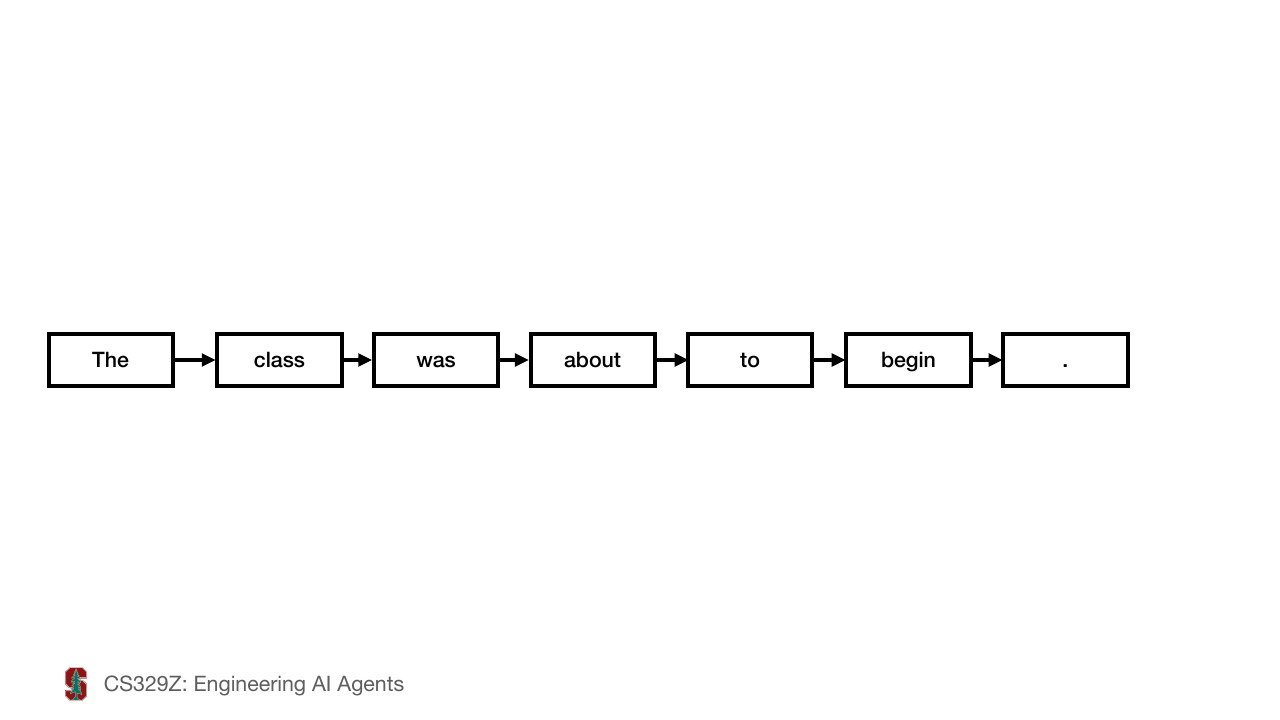 The class was about to begin .
CS329Z: Engineering AI Agents